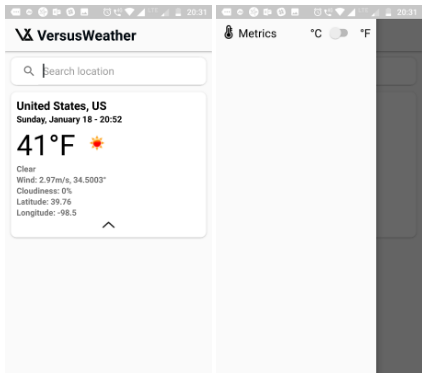 20:31
VersusWeather
Search location
United States, US
Sunday, January 18 - 20:52
41°F
Clear
Wind: 2.97m/s, 34.5003°
Cloudiness: 0%
Latitude: 39.76
Longitude: -98.5
20:31
Metrics °C °F